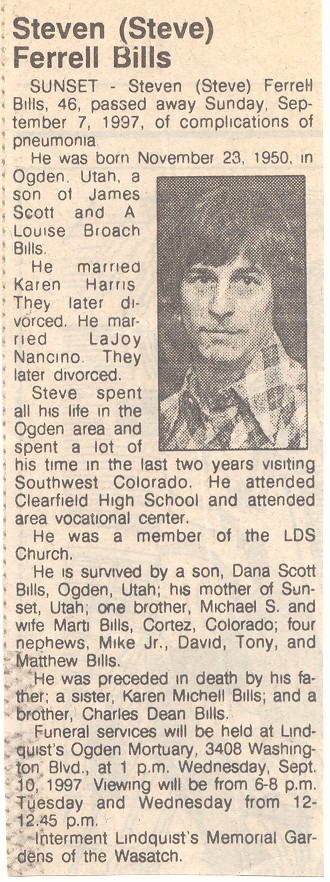 Steven (Steve)
Ferrell Bills
SUNSET - Steven (Steve) Ferrell
Bills, 46, passed away Sunday, Sep-
tember 7, 1997, of complications of
pneumonia
He was born November 23, 1950, in
Ogden, Utah, a
son of James
Scott and A
Louise Broach
Bills.
He married
Karen Harris
They later di-
vorced. He mar-
ried LaJoy
Nancino. They
later divorced.
Steve spent
all his life in the
Ogden area and
spent a lot of
his time in the last two years visiting
Southwest Colorado. He attended
Clearfield High School and attended
area vocational center.
He was a member of the LDS
Church.
He is survived by a son, Dana Scott
Bills, Ogden, Utah; his mother of Sun-
set, Utah; one brother, Michael S. and
wife Marti Bills, Cortez, Colorado; four
nephews, Mike Jr., David, Tony, and
Matthew Bills.
He was preceded in death by his fa-
ther; a sister, Karen Michell Bills; and a
brother, Charles Dean Bills.
Funeral services will be held at Lind-
quist's Ogden Mortuary, 3408 Washing-
ton Blvd., at 1 p.m. Wednesday, Sept.
10, 1997 Viewing will be from 6-8 p.m.
Tuesday and Wednesday from 12-
12.45 p.m.
Interment Lindquist's Memorial Gar-
dens of the Wasatch.